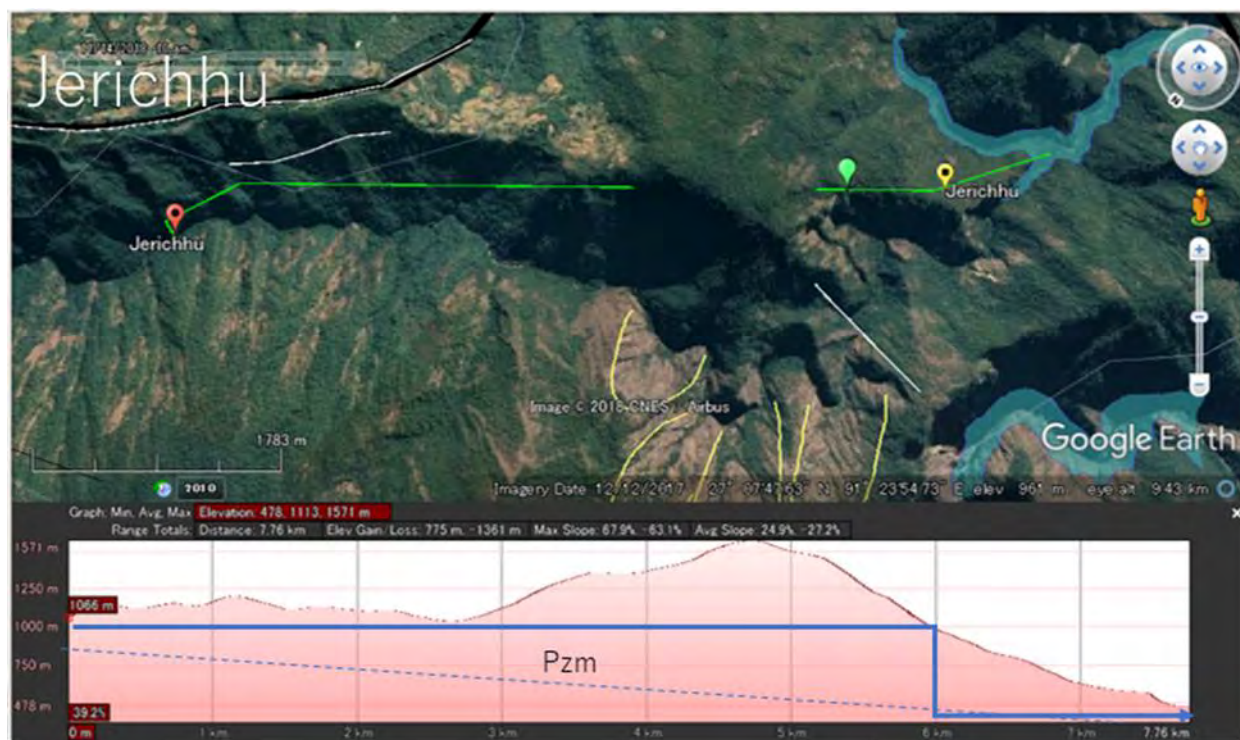 Jerichhu
Jerichhu
Jerichhu
Image © 2018 CNES / Airbus
1783 m
Google Earth
2010
Imagery Date 12/12/2017 27° 07'47.63" N 91° 23'54.73" E elev 961 m eye alt 9.43 km
Graph: Min, Avg, Max Elevation: 478, 1113, 1571 m
Range Totals: Distance: 7.76 km Elev Gain/Loss: 775 m, -1361 m Max Slope: 67.9%, -63.1% Avg Slope: 24.9%, -27.2%
1571 m
1250 m
1066 m
1000 m
750 m
Pzm
478 m
39.2%
0 m 1 km 2 km 3 km 4 km 5 km 6 km 7 km 7.76 km